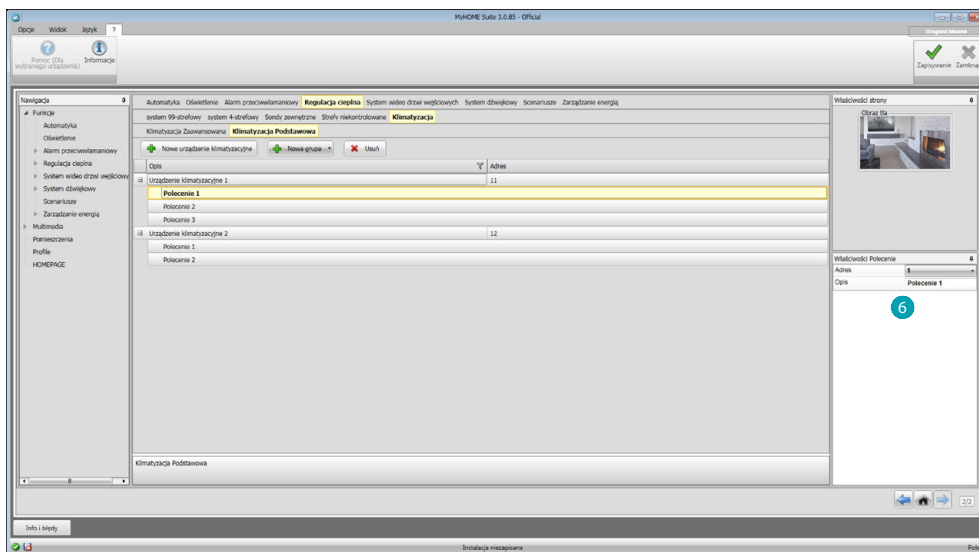 MyHOME Suite 3.0.85 - Official
Opcje Widok Język ?
Pomoc (Dla wybranego urządzenia)
Informacje
Zapisywanie Zamkną
Nawigacja
Funkcje
Automatyka
Oświetlenie
Alarm przeciwwłamaniowy
Regulacja cieplna
System wideo drzwi wejściowy
System dźwiękowy
Scenariusze
Zarządzanie energią
Multimedia
Pomieszczenia
Profile
HOMEPAGE
Automatyka Oświetlenie Alarm przeciwwłamaniowy Regulacja cieplna System wideo drzwi wejściowych System dźwiękowy Scenariusze Zarządzanie energią
system 99-strefowy system 4-strefowy Sondy zewnętrzne Strefy niekontrolowane Klimatyzacja
Klimatyzacja Zaawansowana Klimatyzacja Podstawowa
Nowe urządzenie klimatyzacyjne Nowa grupa Usuń
Opis Adres
Urządzenie klimatyzacyjne 1 11
Polecenie 1
Polecenie 2
Polecenie 3
Urządzenie klimatyzacyjne 2 12
Polecenie 1
Polecenie 2
Klimatyzacja Podstawowa
Właściwości strony
Obraz tła
Właściwości Polecenie
Adres 1
Opis Polecenie 1
6
2/2
Info i błędy
Instalacja niezapisana